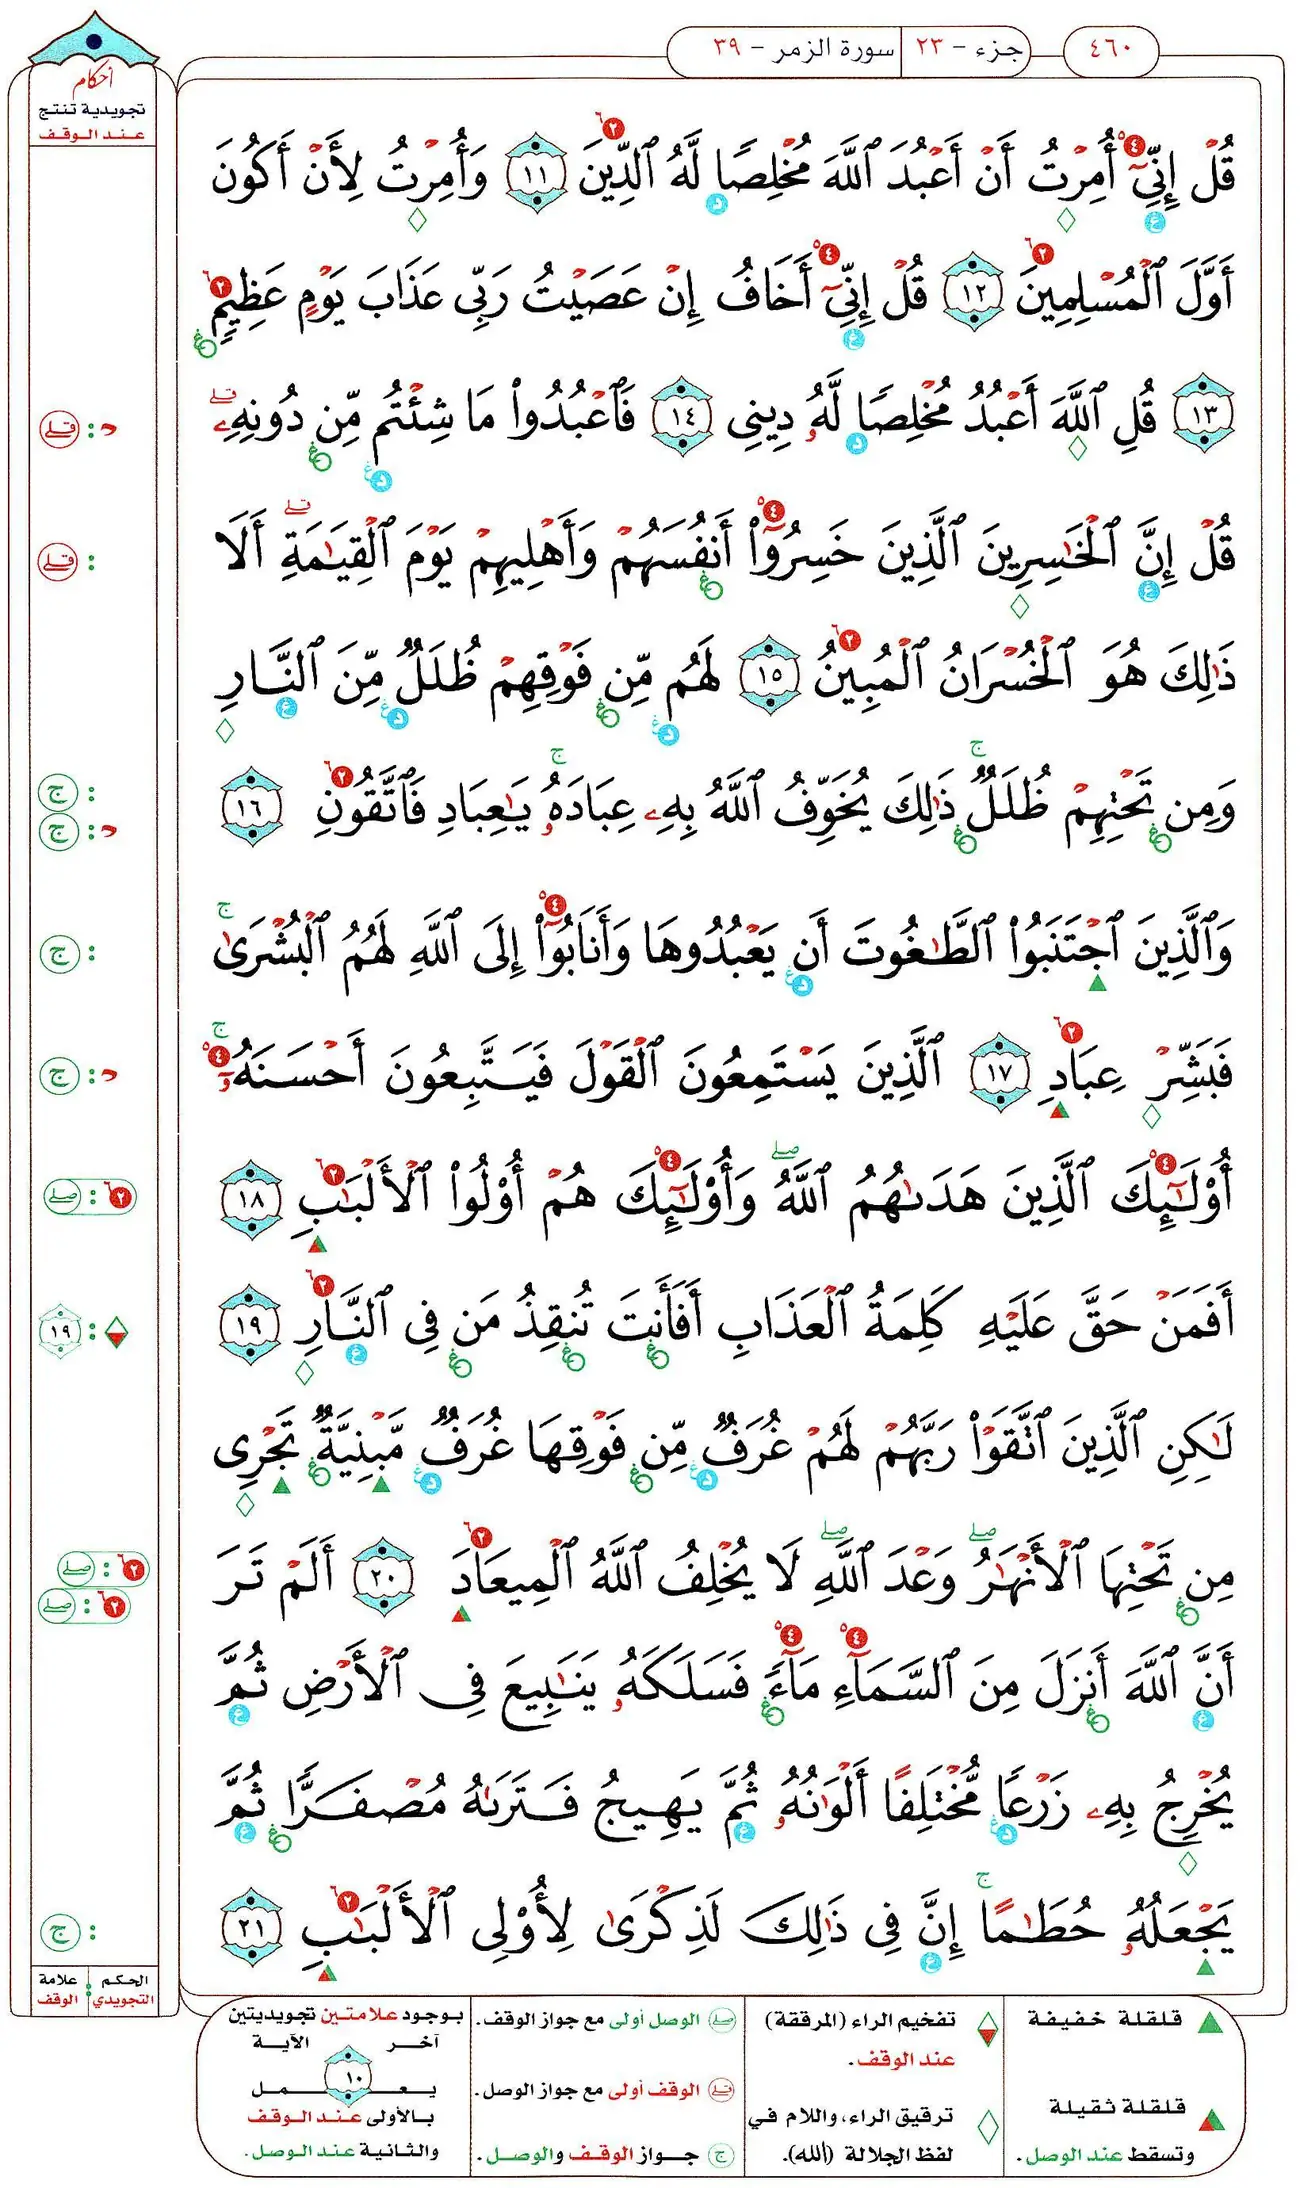 ٤٦٠
جزء - ٢٣ سورة الزمر - ٣٩
أحكام
تجويدية تنتج
عند الوقف
قُلْ إِنِّيٓ أُمِرْتُ أَنْ أَعْبُدَ ٱللَّهَ مُخْلِصًا لَّهُ ٱلدِّينَ ١١ وَأُمِرْتُ لِأَنْ أَكُونَ
أَوَّلَ ٱلْمُسْلِمِينَ ١٢ قُلْ إِنِّيٓ أَخَافُ إِنْ عَصَيْتُ رَبِّي عَذَابَ يَوْمٍ عَظِيمٍ
١٣ قُلِ ٱللَّهَ أَعْبُدُ مُخْلِصًا لَّهُۥ دِينِي ١٤ فَٱعْبُدُوا۟ مَا شِئْتُم مِّن دُونِهِۦ ۗ
قُلْ إِنَّ ٱلْخَٰسِرِينَ ٱلَّذِينَ خَسِرُوٓا۟ أَنفُسَهُمْ وَأَهْلِيهِمْ يَوْمَ ٱلْقِيَٰمَةِ ۗ أَلَا
ذَٰلِكَ هُوَ ٱلْخُسْرَانُ ٱلْمُبِينُ ١٥ لَهُم مِّن فَوْقِهِمْ ظُلَلٌ مِّنَ ٱلنَّارِ
وَمِن تَحْتِهِمْ ظُلَلٌ ۚ ذَٰلِكَ يُخَوِّفُ ٱللَّهُ بِهِۦ عِبَادَهُۥ ۚ يَٰعِبَادِ فَٱتَّقُونِ ١٦
وَٱلَّذِينَ ٱجْتَنَبُوا۟ ٱلطَّٰغُوتَ أَن يَعْبُدُوهَا وَأَنَابُوٓا۟ إِلَى ٱللَّهِ لَهُمُ ٱلْبُشْرَىٰ ۚ
فَبَشِّرْ عِبَادِ ١٧ ٱلَّذِينَ يَسْتَمِعُونَ ٱلْقَوْلَ فَيَتَّبِعُونَ أَحْسَنَهُۥٓ ۚ
أُو۟لَٰٓئِكَ ٱلَّذِينَ هَدَىٰهُمُ ٱللَّهُ ۖ وَأُو۟لَٰٓئِكَ هُمْ أُو۟لُوا۟ ٱلْأَلْبَٰبِ ١٨
أَفَمَنْ حَقَّ عَلَيْهِ كَلِمَةُ ٱلْعَذَابِ أَفَأَنتَ تُنقِذُ مَن فِي ٱلنَّارِ ١٩
لَٰكِنِ ٱلَّذِينَ ٱتَّقَوْا۟ رَبَّهُمْ لَهُمْ غُرَفٌ مِّن فَوْقِهَا غُرَفٌ مَّبْنِيَّةٌ تَجْرِي
مِن تَحْتِهَا ٱلْأَنْهَٰرُ ۖ وَعْدَ ٱللَّهِ ۖ لَا يُخْلِفُ ٱللَّهُ ٱلْمِيعَادَ ٢٠ أَلَمْ تَرَ
أَنَّ ٱللَّهَ أَنزَلَ مِنَ ٱلسَّمَآءِ مَآءً فَسَلَكَهُۥ يَنَٰبِيعَ فِي ٱلْأَرْضِ ثُمَّ
يُخْرِجُ بِهِۦ زَرْعًا مُّخْتَلِفًا أَلْوَٰنُهُۥ ثُمَّ يَهِيجُ فَتَرَىٰهُ مُصْفَرًّا ثُمَّ
يَجْعَلُهُۥ حُطَٰمًا ۚ إِنَّ فِي ذَٰلِكَ لَذِكْرَىٰ لِأُو۟لِي ٱلْأَلْبَٰبِ ٢١
الحكم التجويدي علامة الوقف
قلقلة خفيفة
قلقلة ثقيلة
وتسقط عند الوصل.
تفخيم الراء (المرققة)
عند الوقف.
ترقيق الراء، واللام في
لفظ الجلالة (الله).
الوصل أولى مع جواز الوقف.
الوقف أولى مع جواز الوصل.
جواز الوقف والوصل.
بوجود علامتين تجويديتين
آخر الآية
١٠
يعمل
بالأولى عند الوقف
والثانية عند الوصل.